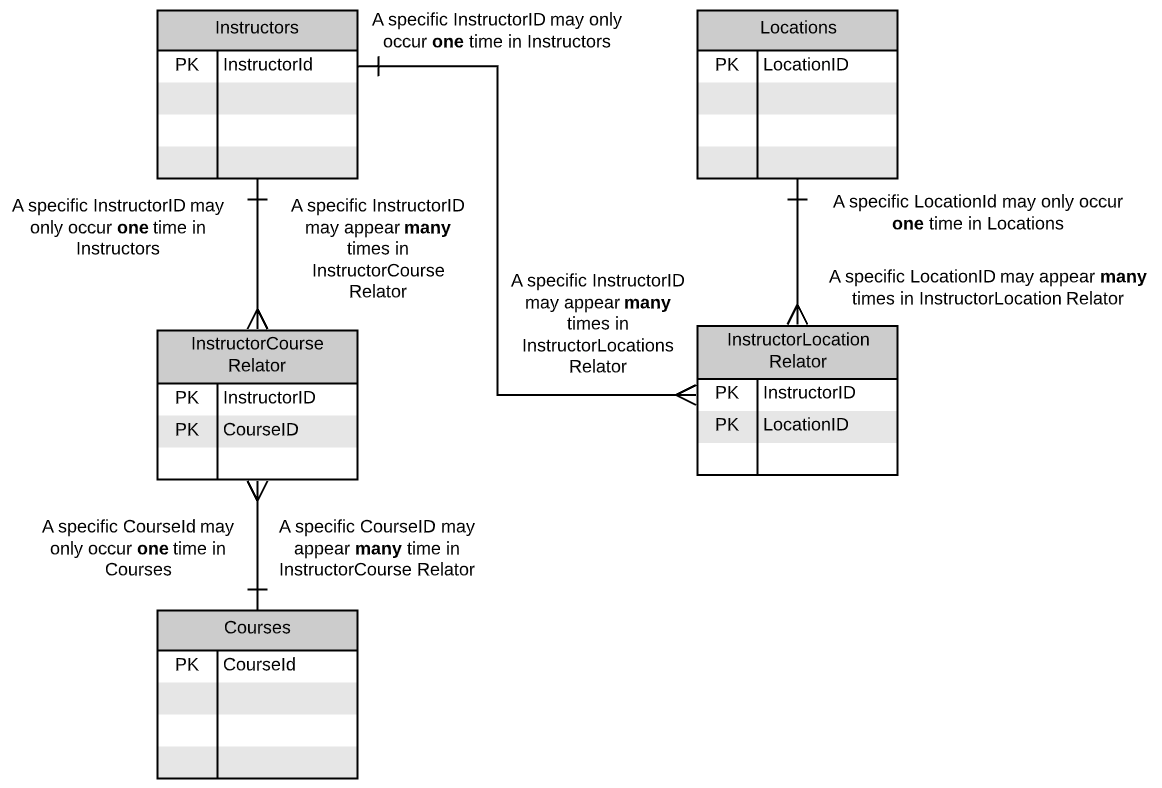 Instructors
PK InstructorId
A specific InstructorID may only
occur one time in Instructors
Locations
PK LocationID
A specific InstructorID may
only occur one time in
Instructors
A specific InstructorID
may appear many
times in
InstructorCourse
Relator
A specific InstructorID
may appear many
times in
InstructorLocations
Relator
A specific LocationId may only occur
one time in Locations
A specific LocationID may appear many
times in InstructorLocation Relator
InstructorCourse
Relator
PK InstructorID
PK CourseID
InstructorLocation
Relator
PK InstructorID
PK LocationID
A specific CourseId may
only occur one time in
Courses
A specific CourseID may
appear many time in
InstructorCourse Relator
Courses
PK CourseId